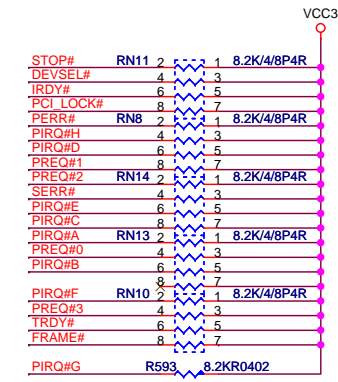 VCC3
STOP# RN11 2 1 8.2K/4/8P4R
DEVSEL# 4 3
IRDY# 6 5
PCI_LOCK# 8 7
PERR# RN8 2 1 8.2K/4/8P4R
PIRQ#H 4 3
PIRQ#D 6 5
PREQ#1 8 7
PREQ#2 RN14 2 1 8.2K/4/8P4R
SERR# 4 3
PIRQ#E 6 5
PIRQ#C 8 7
PIRQ#A RN13 2 1 8.2K/4/8P4R
PREQ#0 4 3
PIRQ#B 6 5
8 7
PIRQ#F RN10 2 1 8.2K/4/8P4R
PREQ#3 4 3
TRDY# 6 5
FRAME# 8 7
PIRQ#G R593 8.2KR0402